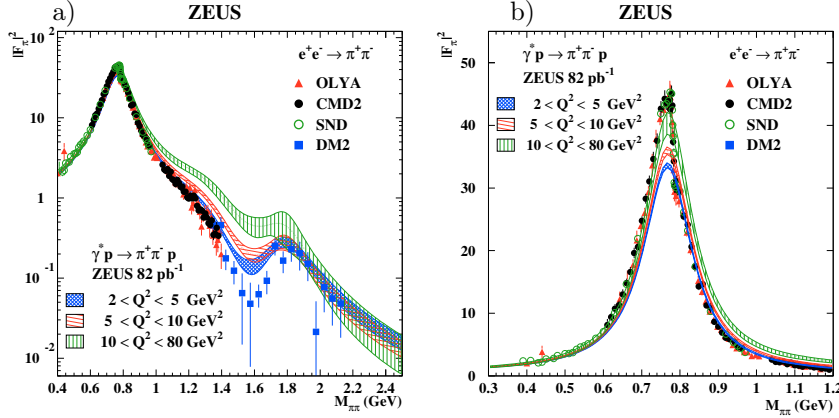 a) ZEUS
|Fπ|²
10²
10
1
10⁻¹
10⁻²
e⁺e⁻→π⁺π⁻
OLYA
CMD2
SND
DM2
γ*p→π⁺π⁻p
ZEUS 82 pb⁻¹
2 < Q² < 5 GeV²
5 < Q² < 10 GeV²
10 < Q² < 80 GeV²
0.4 0.6 0.8 1 1.2 1.4 1.6 1.8 2 2.2 2.4
Mππ (GeV)
ZEUS
b)
|Fπ|²
50
40
30
20
10
0
γ*p→π⁺π⁻p
ZEUS 82 pb⁻¹
2 < Q² < 5 GeV²
5 < Q² < 10 GeV²
10 < Q² < 80 GeV²
e⁺e⁻→π⁺π⁻
OLYA
CMD2
SND
DM2
0.3 0.4 0.5 0.6 0.7 0.8 0.9 1 1.1 1.2
Mππ (GeV)